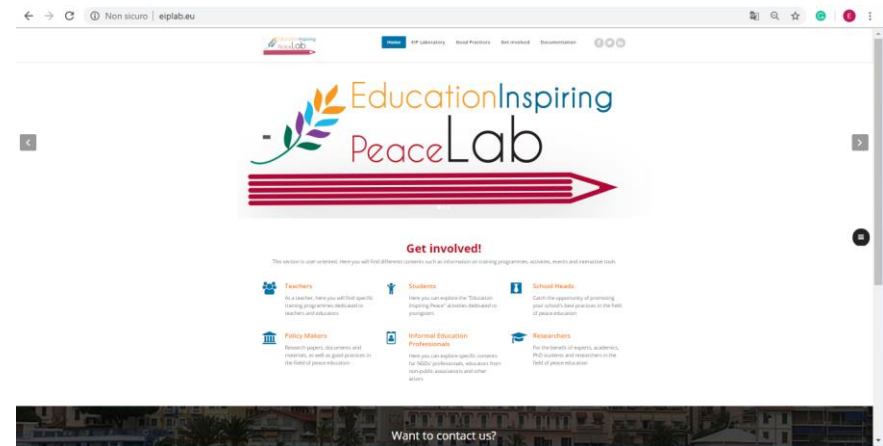 Non sicuro | eiplab.eu
E
EducationInspiring
PeaceLab
Home EIP Laboratory Good Practices Get involved Documentation
EducationInspiring
PeaceLab
Get involved!
This section is user-oriented. Here you will find different contents such as information on training programmes, activities, events and interactive tools.
Teachers
As a teacher, here you will find specific
training programmes dedicated to
teachers and educators
Students
Here you can explore the "Education
Inspiring Peace" activities dedicated to
youngsters
School Heads
Catch the opportunity of promoting
your school's best practices in the field
of peace education
Policy Makers
Research papers, documents and
materials, as well as good practices in
the field of peace education
Informal Education
Professionals
Here you can explore specific contents
for NGOs' professionals, educators from
non-public associations and other
actors
Researchers
For the benefit of experts, academics,
PhD students and researchers in the
field of peace education
Want to contact us?